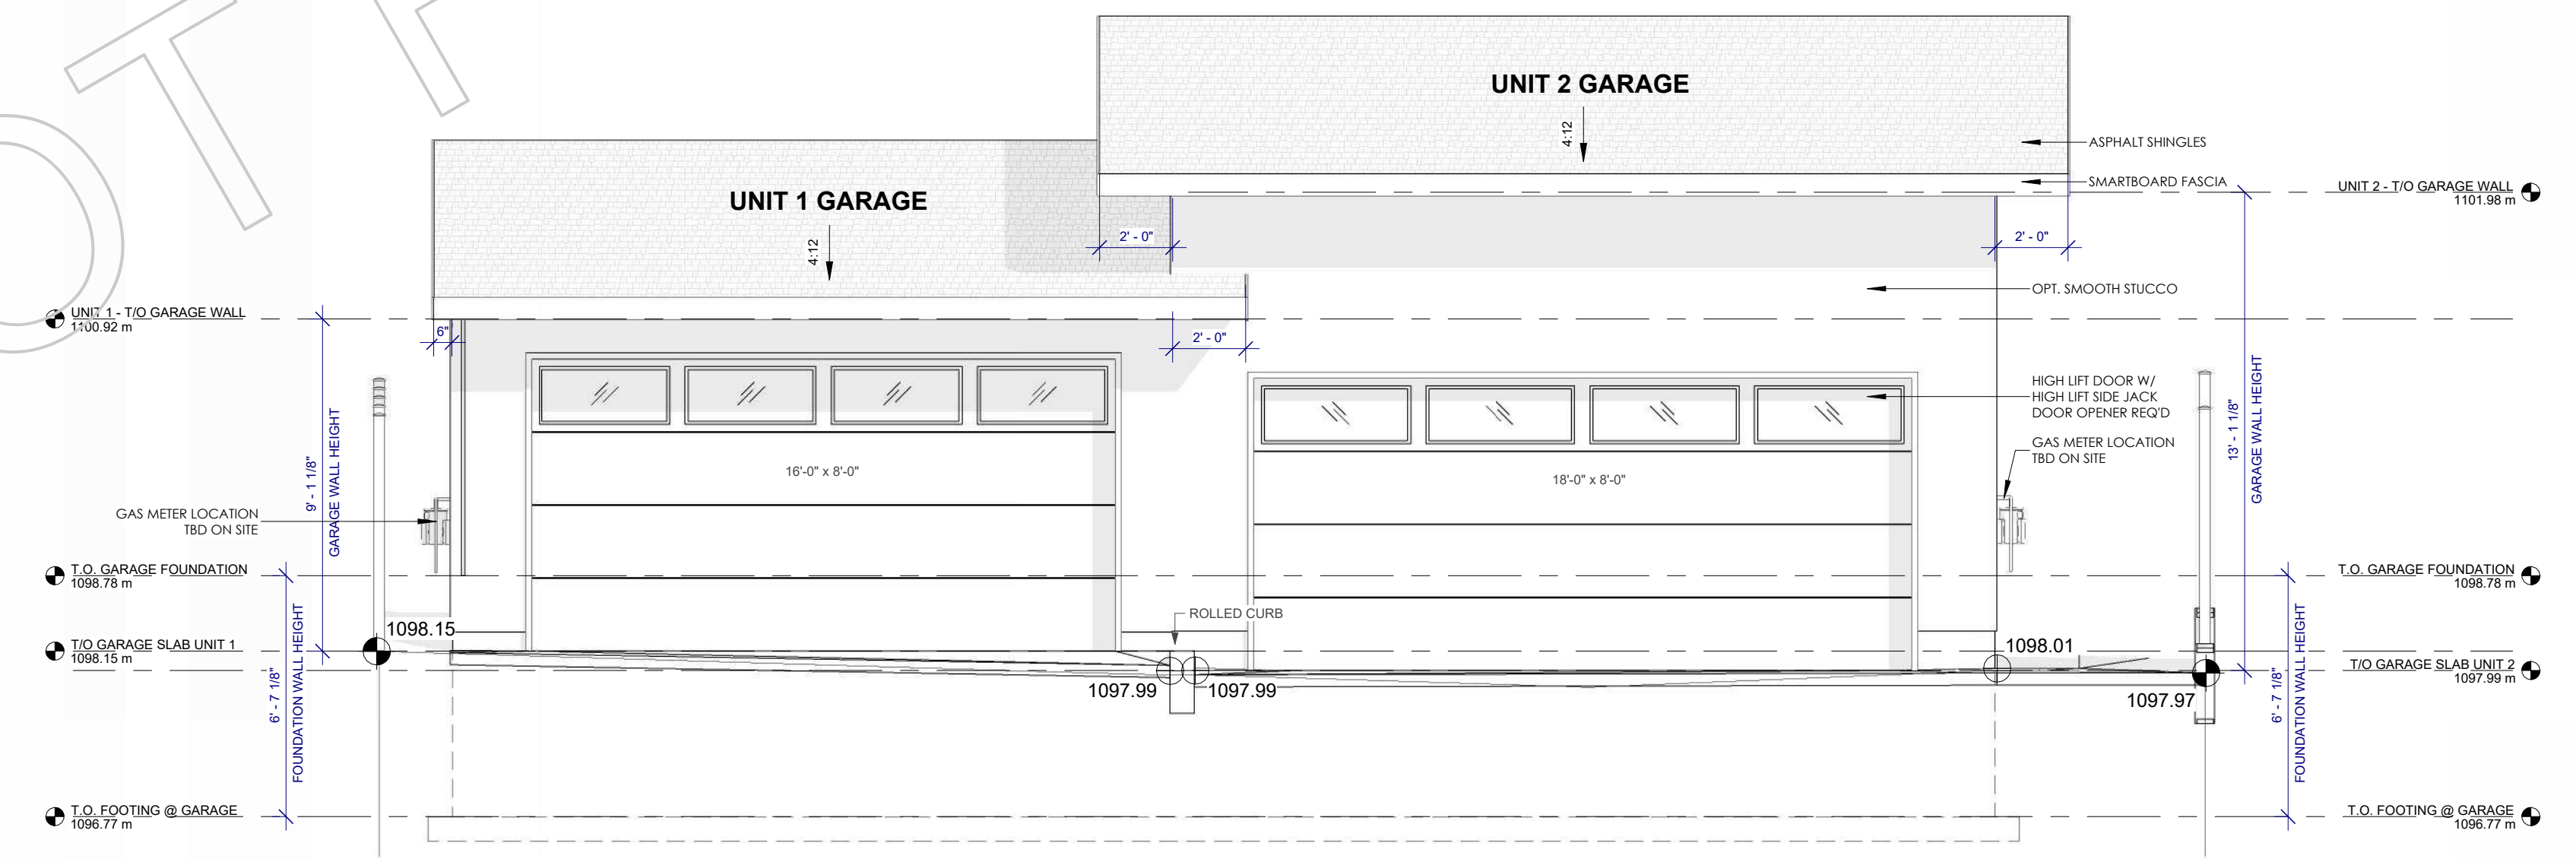 UNIT 2 GARAGE
4:12
ASPHALT SHINGLES
SMARTBOARD FASCIA
UNIT 2 - T/O GARAGE WALL
1101.98 m
UNIT 1 GARAGE
4:12
2' - 0"
2' - 0"
OPT. SMOOTH STUCCO
UNIT 1 - T/O GARAGE WALL
1100.92 m
6"
2' - 0"
HIGH LIFT DOOR W/
HIGH LIFT SIDE JACK
DOOR OPENER REQ'D
GAS METER LOCATION
TBD ON SITE
9' - 1 1/8"
GARAGE WALL HEIGHT
13' - 1 1/8"
GARAGE WALL HEIGHT
16'-0" x 8'-0"
18'-0" x 8'-0"
GAS METER LOCATION
TBD ON SITE
T.O. GARAGE FOUNDATION
1098.78 m
T.O. GARAGE FOUNDATION
1098.78 m
ROLLED CURB
1098.15
1098.01
T/O GARAGE SLAB UNIT 1
1098.15 m
T/O GARAGE SLAB UNIT 2
1097.99 m
1097.99
1097.99
1097.97
6' - 7 1/8"
FOUNDATION WALL HEIGHT
6' - 7 1/8"
FOUNDATION WALL HEIGHT
T.O. FOOTING @ GARAGE
1096.77 m
T.O. FOOTING @ GARAGE
1096.77 m